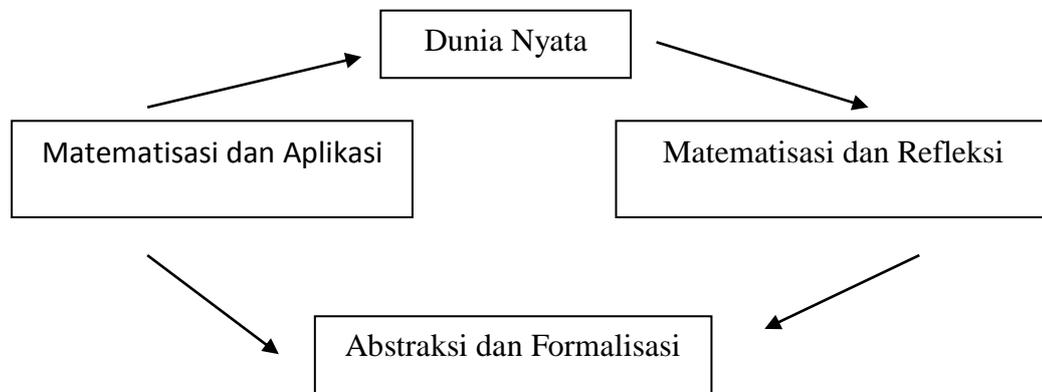 Dunia Nyata
Matematisasi dan Aplikasi
Matematisasi dan Refleksi
Abstraksi dan Formalisasi